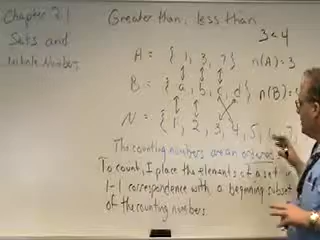 Chapter 2.1
Sets and
Whole Numbers
Greater than, less than
3 < 4
A = { 1, 3, 7 } n(A) = 3
B = { a, b, c, d } n(B) =
N = { 1, 2, 3, 4, 5,
The counting numbers are an ordered
To count, I place the elements of a set in
1-1 correspondence with a beginning subset
of the counting numbers.